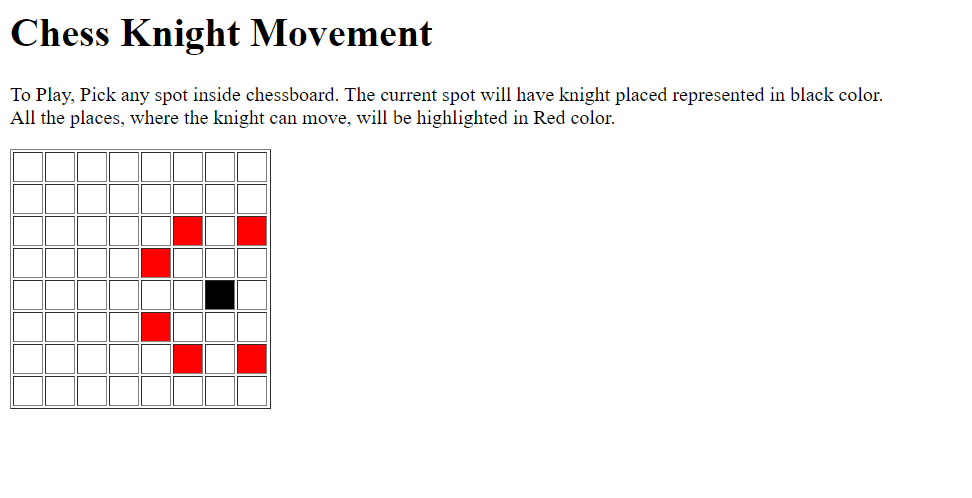 Chess Knight Movement
To Play, Pick any spot inside chessboard. The current spot will have knight placed represented in black color.
All the places, where the knight can move, will be highlighted in Red color.